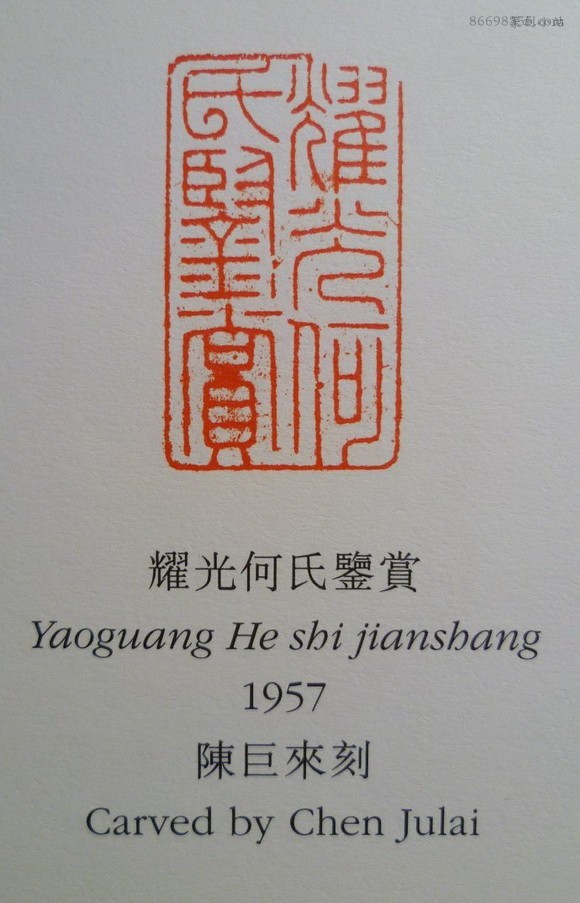 耀光何
氏鑒賞
耀光何氏鑒賞
Yaoguang He shi jianshang
1957
陳巨來刻
Carved by Chen Julai